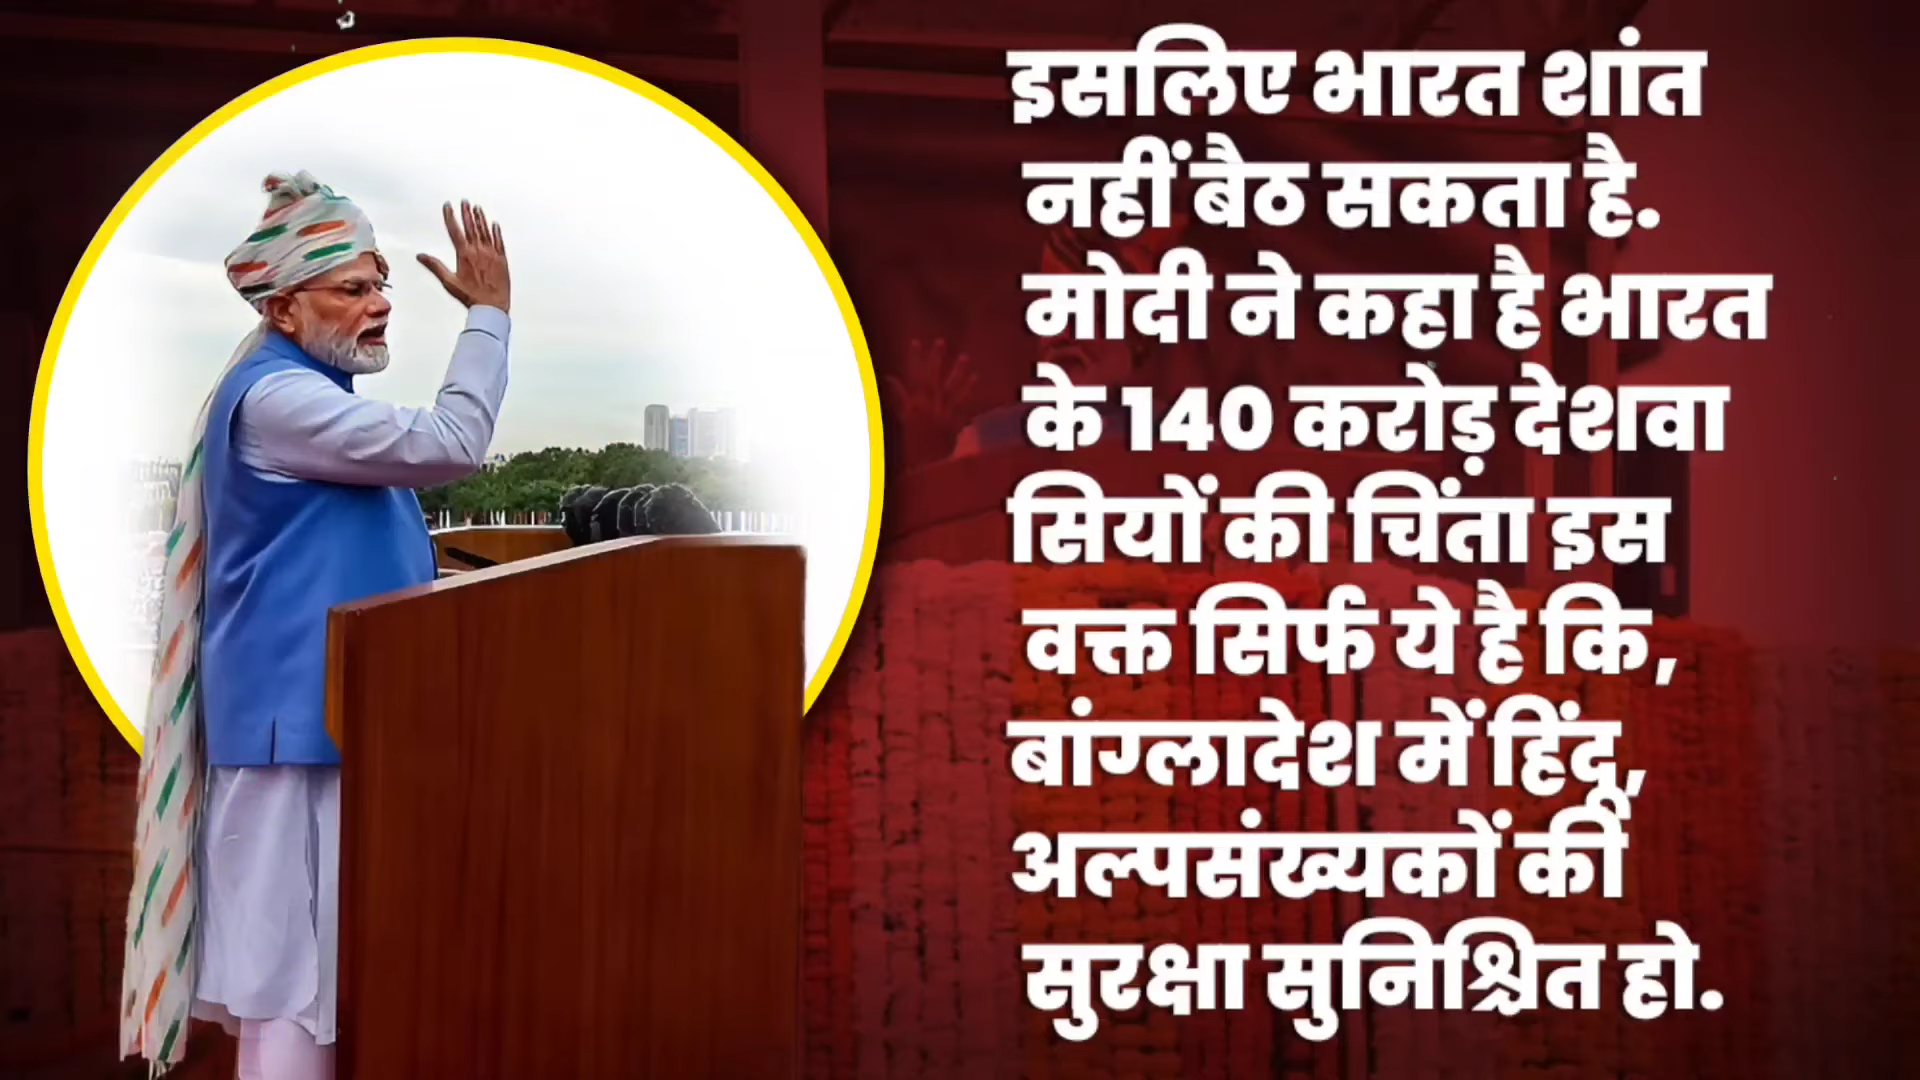 इसलिए भारत शांत
नहीं बैठ सकता है.
मोदी ने कहा है भारत
के 140 करोड़ देशवा
सियों की चिंता इस
वक्त सिर्फ ये है कि,
बांग्लादेश में हिंदू,
अल्पसंख्यकों की
सुरक्षा सुनिश्चित हो.